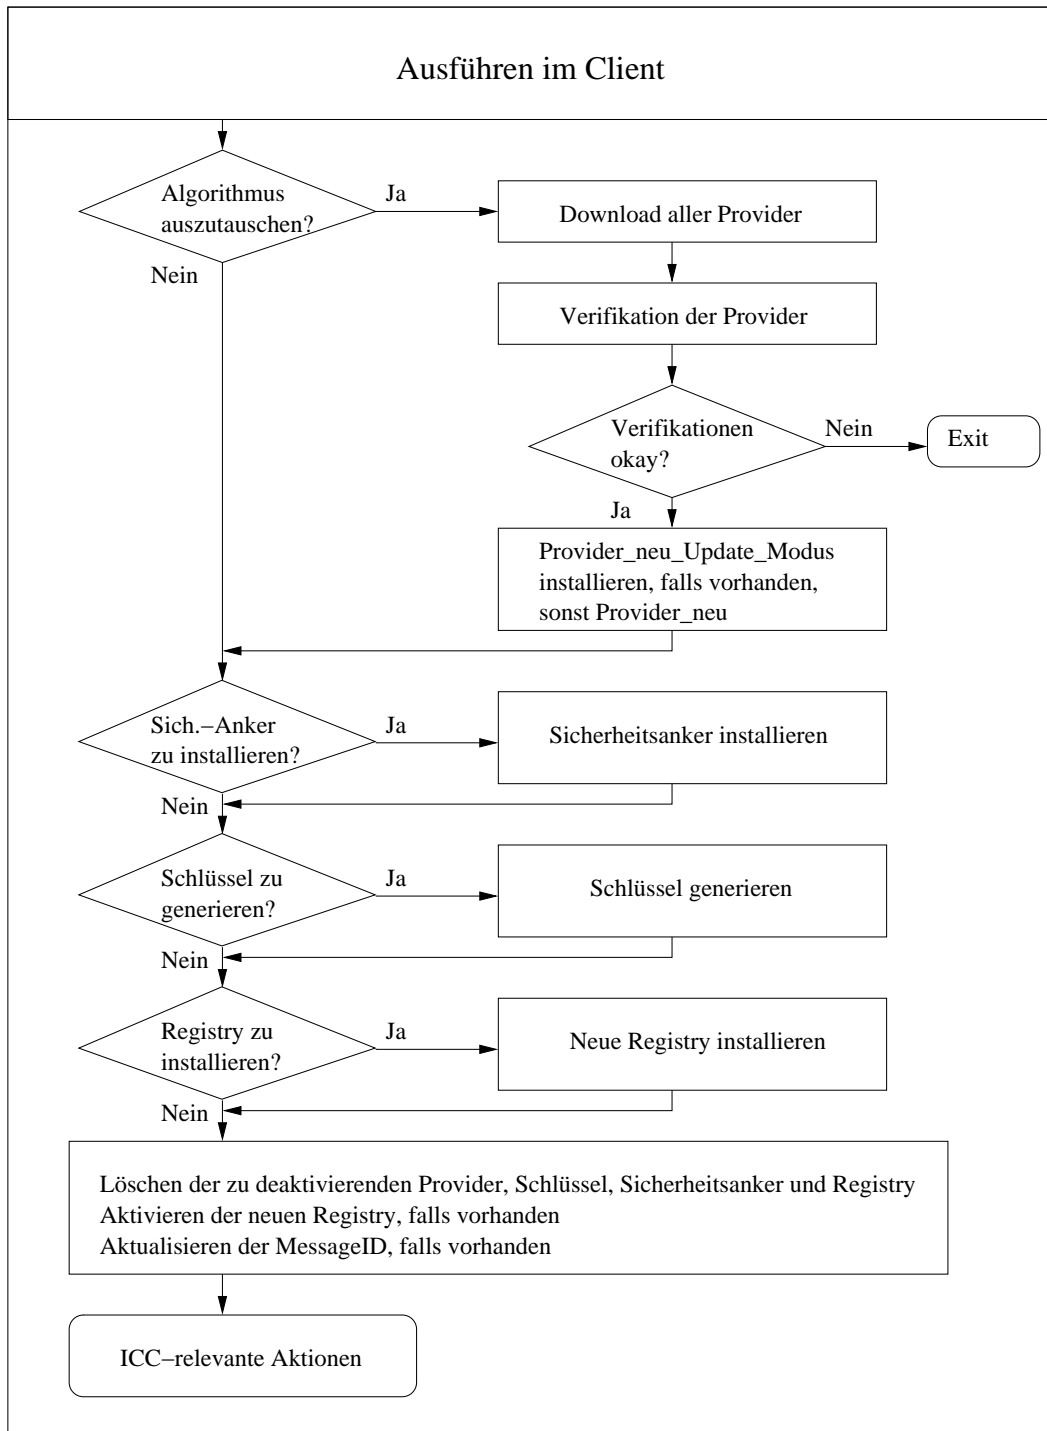 Ausführen im Client
Algorithmus
auszutauschen?
Ja
Download aller Provider
Nein
Verifikation der Provider
Verifikationen
okay?
Nein
Exit
Ja
Provider_neu_Update_Modus
installieren, falls vorhanden,
sonst Provider_neu
Sich.−Anker
zu installieren?
Ja
Sicherheitsanker installieren
Nein
Schlüssel zu
generieren?
Ja
Schlüssel generieren
Nein
Registry zu
installieren?
Ja
Neue Registry installieren
Nein
Löschen der zu deaktivierenden Provider, Schlüssel, Sicherheitsanker und Registry
Aktivieren der neuen Registry, falls vorhanden
Aktualisieren der MessageID, falls vorhanden
ICC−relevante Aktionen